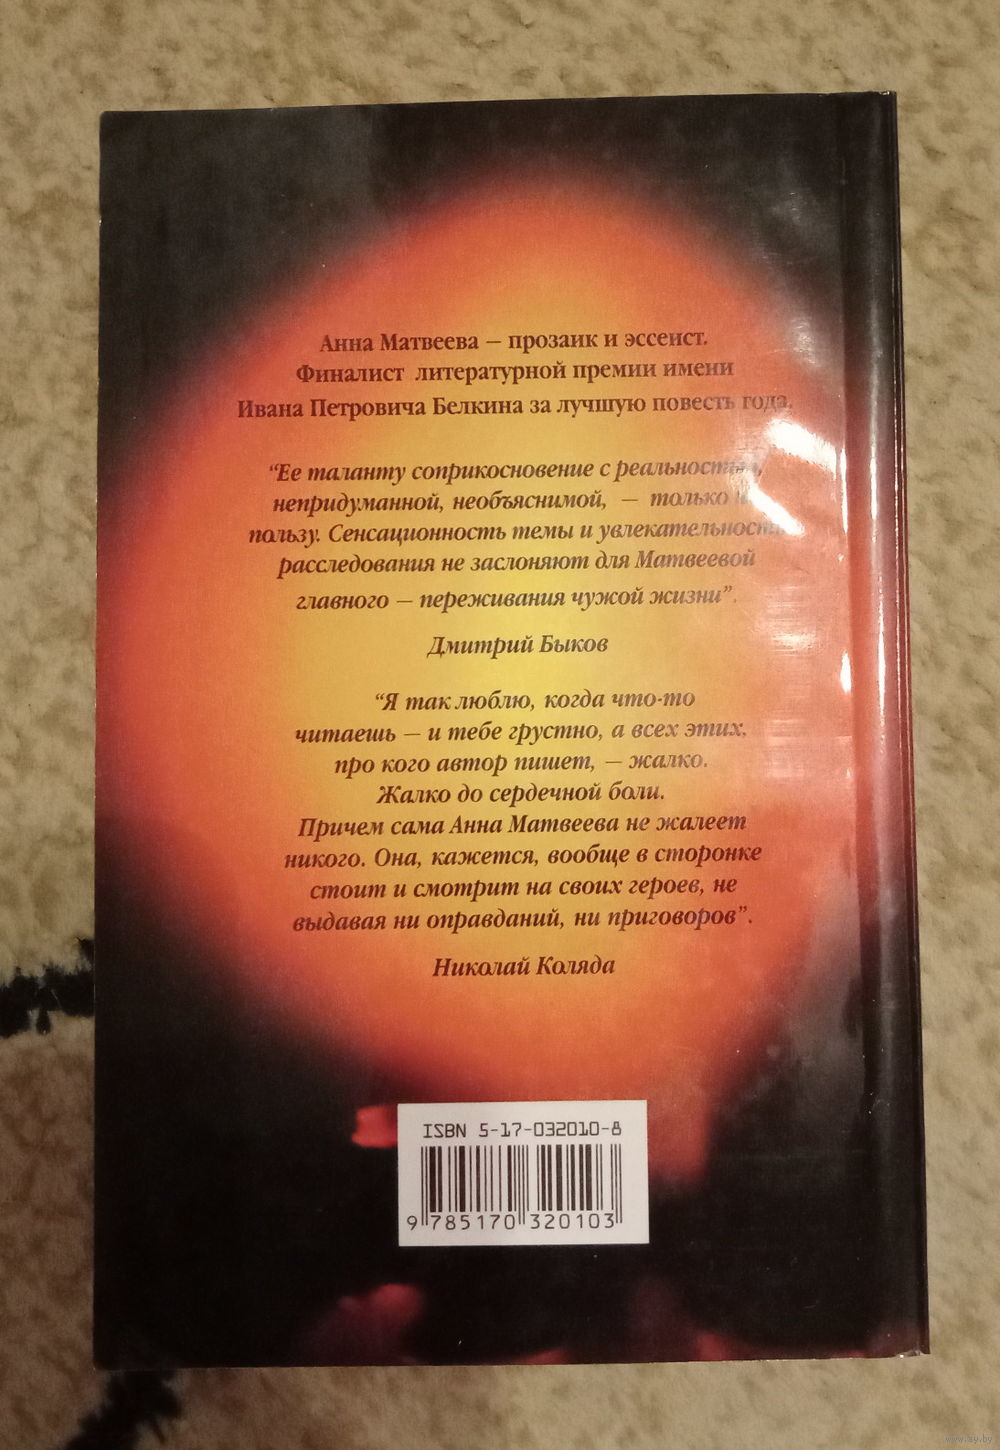 Анна Матвеева – прозаик и эссеист.
Финалист литературной премии имени
Ивана Петровича Белкина за лучшую повесть года.
“Ее таланту соприкосновение с реальностью,
непридуманной, необъяснимой, — только
пользу. Сенсационность темы и увлекательность
расследования не заслоняют для Матвеевой
главного — переживания чужой жизни”.
Дмитрий Быков
“Я так люблю, когда что-то
читаешь — и тебе грустно, а всех этих,
про кого автор пишет, — жалко.
Жалко до сердечной боли.
Причем сама Анна Матвеева не жалеет
никого. Она, кажется, вообще в сторонке
стоит и смотрит на своих героев, не
выдавая ни оправданий, ни приговоров”.
Николай Коляда
ISBN 5-17-032010-8
9 785170 320103
www.ay.by